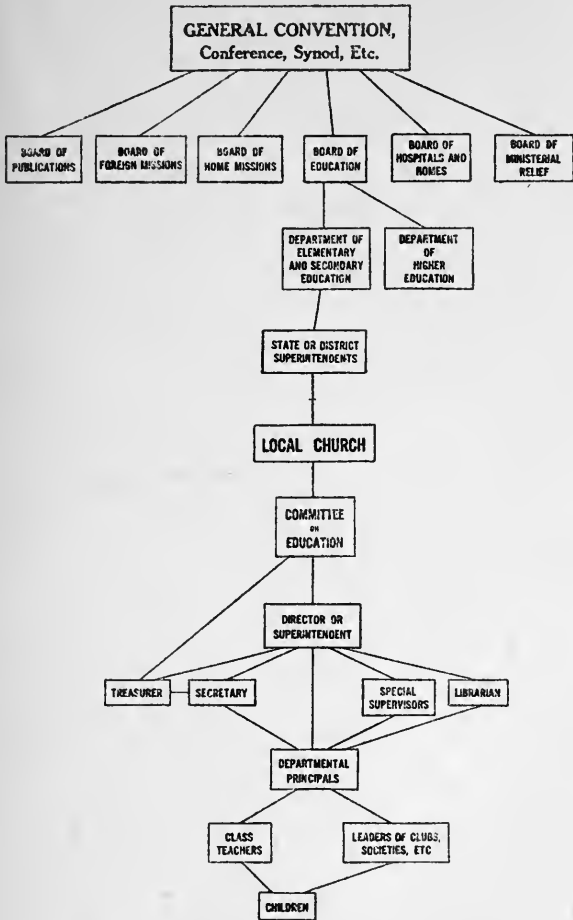 GENERAL CONVENTION,
Conference, Synod, Etc.
BOARD OF
PUBLICATIONS
BOARD OF
FOREIGN MISSIONS
BOARD OF
HOME MISSIONS
BOARD OF
EDUCATION
BOARD OF
HOSPITALS AND
HOMES
BOARD OF
MINISTERIAL
RELIEF
DEPARTMENT OF
ELEMENTARY
AND SECONDARY
EDUCATION
DEPARTMENT
OF
HIGHER
EDUCATION
STATE OR DISTRICT
SUPERINTENDENTS
LOCAL CHURCH
COMMITTEE
ON
EDUCATION
DIRECTOR OR
SUPERINTENDENT
TREASURER
SECRETARY
SPECIAL
SUPERVISORS
LIBRARIAN
DEPARTMENTAL
PRINCIPALS
CLASS
TEACHERS
LEADERS OF CLUBS,
SOCIETIES, ETC
CHILDREN